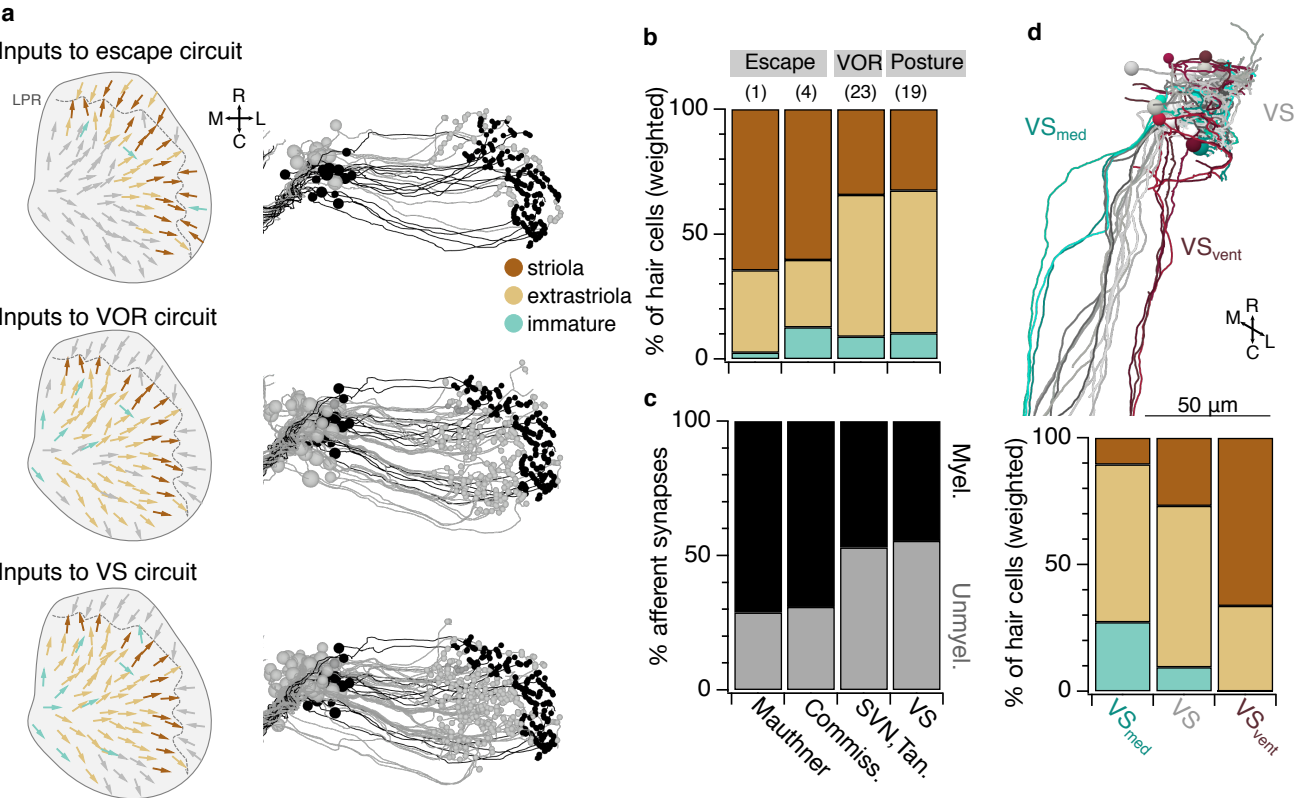 a
Inputs to escape circuit
LPR
R
M L
C
striola
extrastriola
immature
Inputs to VOR circuit
Inputs to VS circuit
b
Escape VOR Posture
(1) (4) (23) (19)
% of hair cells (weighted)
100
50
0
c
% afferent synapses
100
50
0
Myel.
Unmyel.
Mauthner
Commiss.
SVN, Tan.
VS
d
VSmed
VS
VSvent
R
M L
C
50 µm
% of hair cells (weighted)
100
50
0
VSmed
VS
VSvent